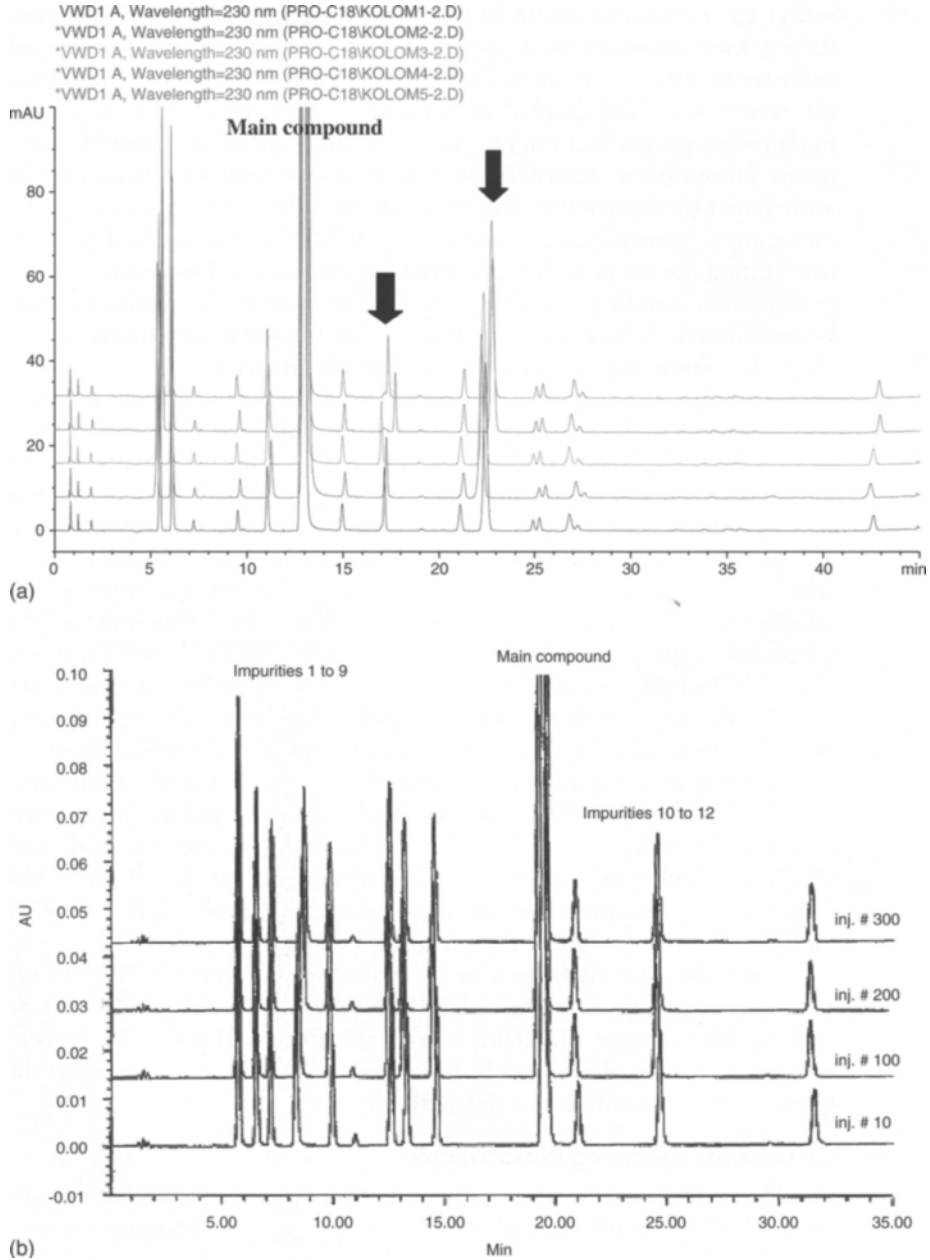 VWD1 A, Wavelength=230 nm (PRO-C18\KOLOM1-2.D)
*VWD1 A, Wavelength=230 nm (PRO-C18\KOLOM2-2.D)
*VWD1 A, Wavelength=230 nm (PRO-C18\KOLOM3-2.D)
*VWD1 A, Wavelength=230 nm (PRO-C18\KOLOM4-2.D)
*VWD1 A, Wavelength=230 nm (PRO-C18\KOLOM5-2.D)
mAU
Main compound
80
60
40
20
0
0 5 10 15 20 25 30 35 40 min
(a)
Impurities 1 to 9
Main compound
0.10
0.09
0.08
0.07
Impurities 10 to 12
0.06
0.05
AU
inj. # 300
0.04
0.03
inj. # 200
0.02
inj. # 100
0.01
inj. # 10
0.00
-0.01
5.00 10.00 15.00 20.00 25.00 30.00 35.00
Min
(b)